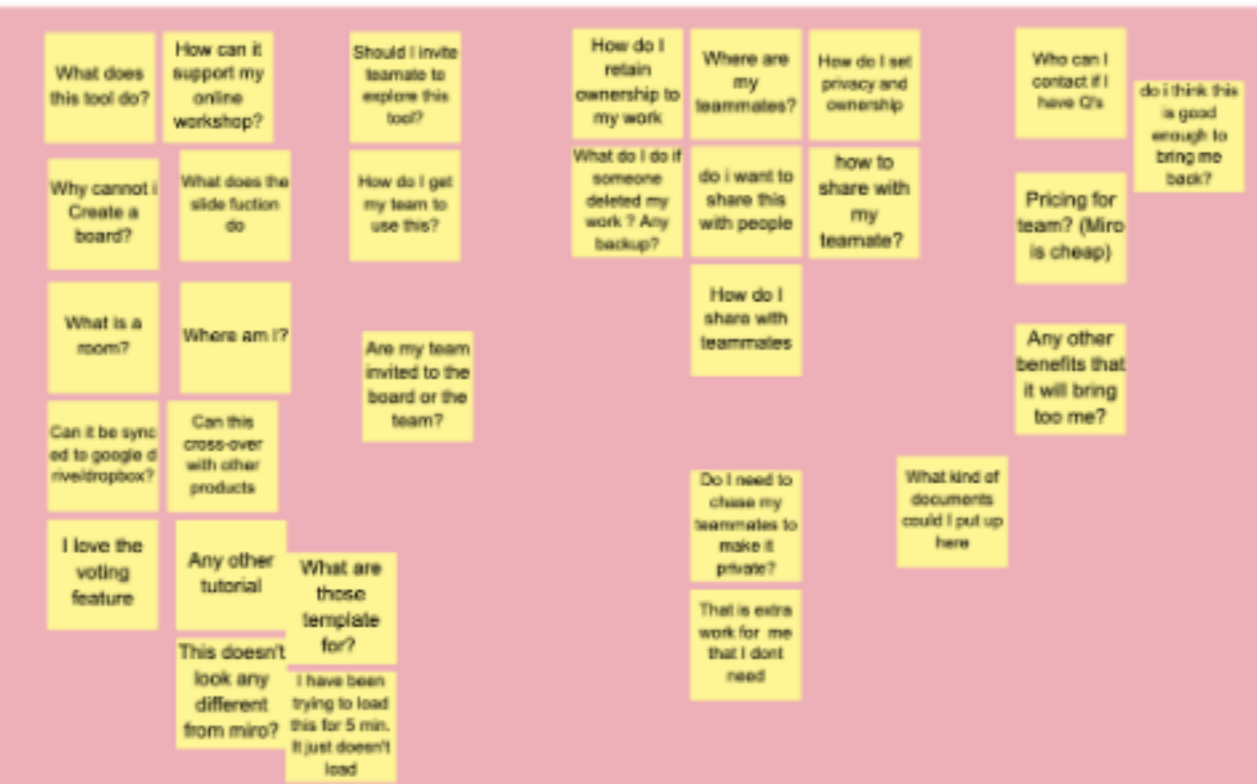 What does
this tool do?
How can it
support my
online
workshop?
Why cannot i
Create a
board?
What does the
slide fuction
do
What is a
room?
Where am I?
Can it be sync
ed to google d
rive/dropbox?
Can this
cross-over
with other
products
I love the
voting
feature
Any other
tutorial
What are
those
template
for?
This doesn't
look any
different
from miro?
I have been
trying to load
this for 5 min.
It just doesn't
load
Should I invite
teamate to
explore this
tool?
How do I get
my team to
use this?
Are my team
invited to the
board or the
team?
How do I
retain
ownership to
my work
Where are
my
teammates?
How do I set
privacy and
ownership
What do I do if
someone
deleted my
work ? Any
backup?
do i want to
share this
with people
how to
share with
my
teamate?
How do I
share with
teammates
Do I need to
chase my
teammates to
make it
private?
That is extra
work for me
that I dont
need
What kind of
documents
could I put up
here
Who can I
contact if I
have Q's
do i think this
is good
enough to
bring me
back?
Pricing for
team? (Miro
is cheap)
Any other
benefits that
it will bring
too me?